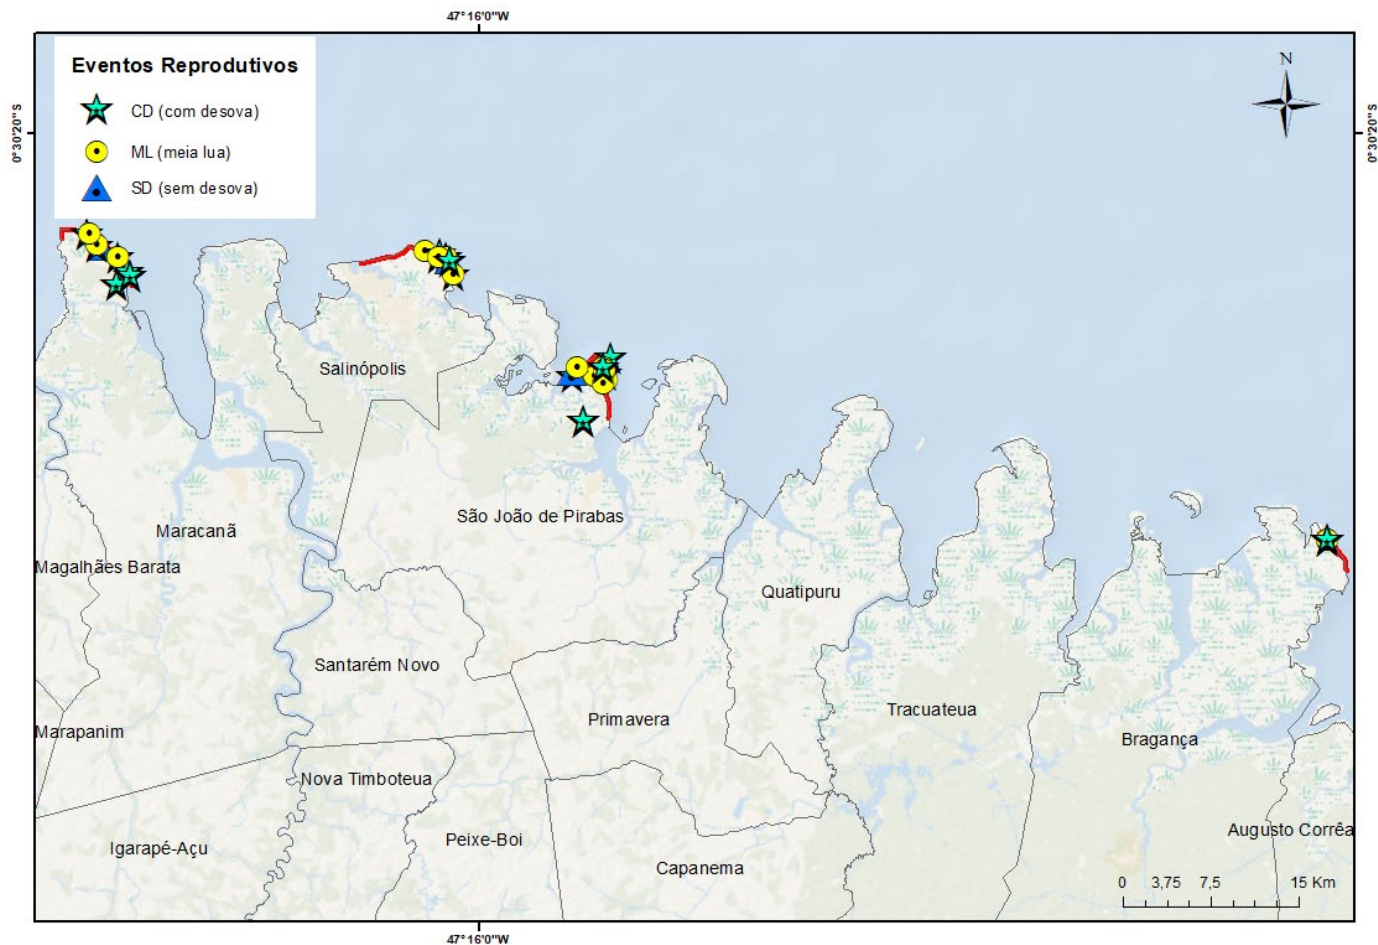 47°16'0"W
Eventos Reprodutivos
CD (com desova)
ML (meia lua)
SD (sem desova)
N
0°30'20"S
0°30'20"S
Salinópolis
São João de Pirabas
Maracanã
Magalhães Barata
Quatipuru
Santarém Novo
Primavera
Tracuateua
Marapanim
Bragança
Nova Timboteua
Augusto Corrêa
Peixe-Boi
Igarapé-Açu
Capanema
0 3,75 7,5 15 Km
47°16'0"W